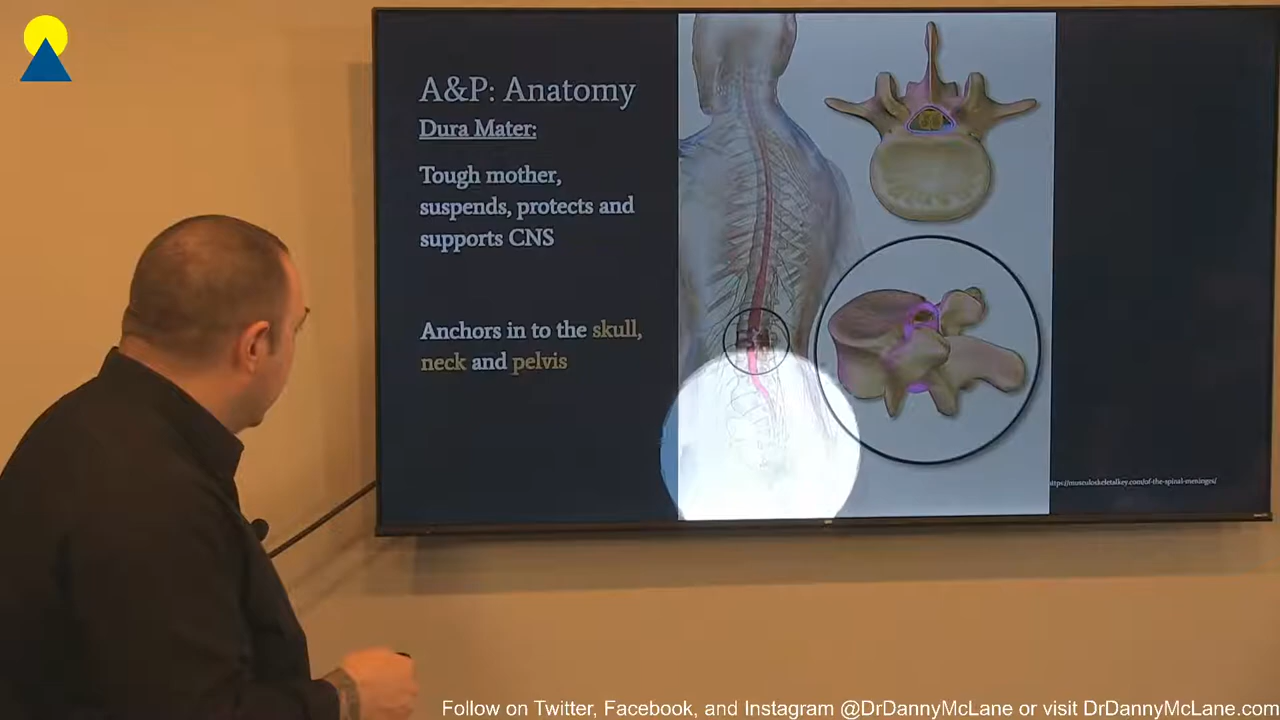 A&P: Anatomy
Dura Mater:
Tough mother,
suspends, protects and
supports CNS
Anchors in to the skull,
neck and pelvis
https://musculoskeletalkey.com/of-the-spinal-meninges/
Follow on Twitter, Facebook, and Instagram @DrDannyMcLane or visit DrDannyMcLane.com